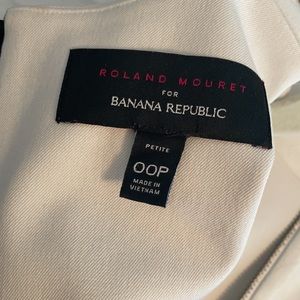 ROLAND MOURET
FOR
BANANA REPUBLIC
PETITE
00P
MADE IN
VIETNAM